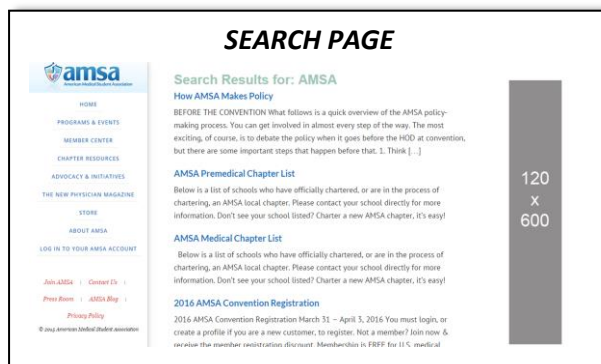 SEARCH PAGE
amsa
American Medical Student Association
HOME
PROGRAMS & EVENTS
MEMBER CENTER
CHAPTER RESOURCES
ADVOCACY & INITIATIVES
THE NEW PHYSICIAN MAGAZINE
STORE
ABOUT AMSA
LOG IN TO YOUR AMSA ACCOUNT
Join AMSA | Contact Us |
Press Room | AMSA Blog |
Privacy Policy
© 2015 American Medical Student Association
Search Results for: AMSA
How AMSA Makes Policy
BEFORE THE CONVENTION What follows is a quick overview of the AMSA policy-
making process. You can get involved in almost every step of the way. The most
exciting, of course, is to debate the policy when it goes before the HOD at convention,
but there are some important steps that happen before that. 1. Think […]
AMSA Premedical Chapter List
Below is a list of schools who have officially chartered, or are in the process of
chartering, an AMSA local chapter. Please contact your school directly for more
information. Don't see your school listed? Charter a new AMSA chapter, it's easy!
AMSA Medical Chapter List
Below is a list of schools who have officially chartered, or are in the process of
chartering, an AMSA local chapter. Please contact your school directly for more
information. Don't see your school listed? Charter a new AMSA chapter, it's easy!
2016 AMSA Convention Registration
2016 AMSA Convention Registration March 31 – April 3, 2016 You must login, or
create a profile if you are a new customer, to register. Not a member? Join now &
receive the member registration discount. Membership is FREE for U.S. medical
120
x
600